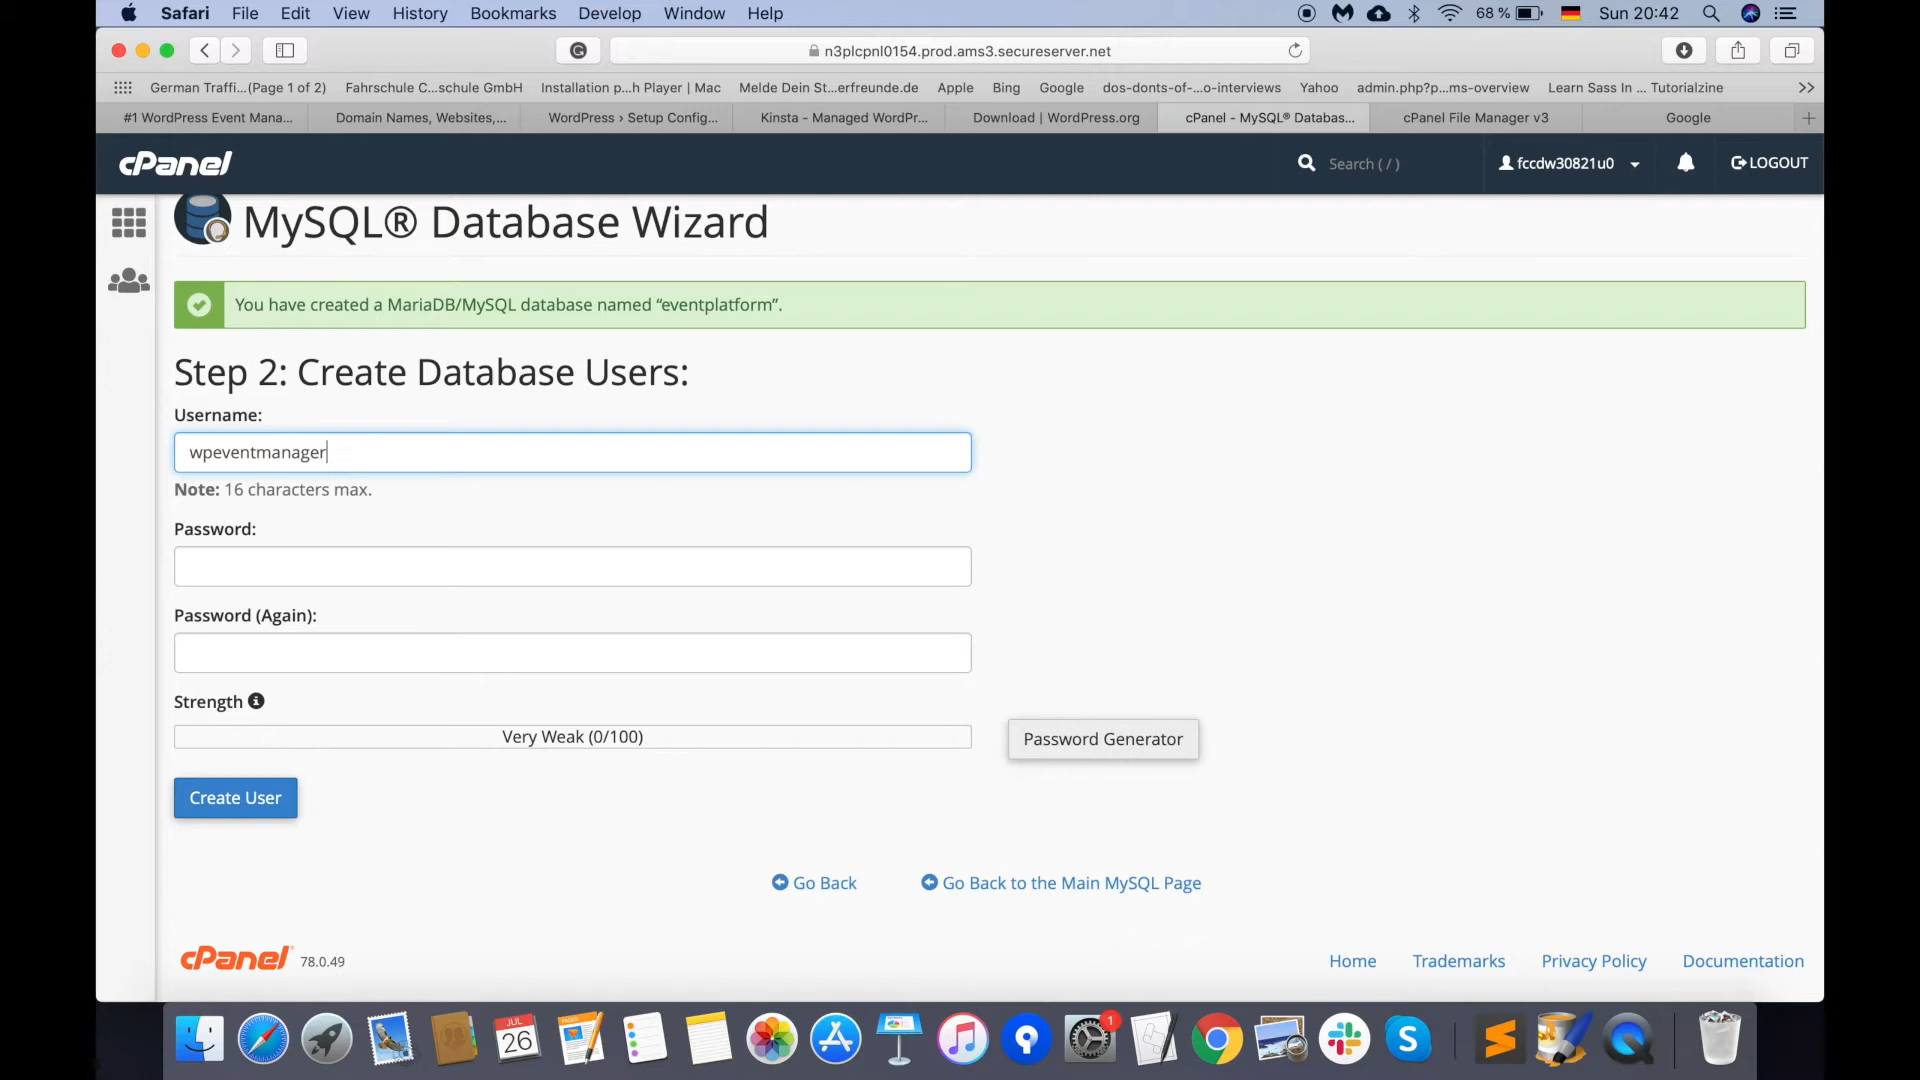 Safari File Edit View History Bookmarks Develop Window Help 68 % Sun 20:42
n3plcpnl0154.prod.ams3.secureserver.net
German Traffi...(Page 1 of 2) Fahrschule C...schule GmbH Installation p...h Player | Mac Melde Dein St...erfreunde.de Apple Bing Google dos-donts-of-...o-interviews Yahoo admin.php?p...ms-overview Learn Sass In ... Tutorialzine
#1 WordPress Event Mana... Domain Names, Websites,... WordPress › Setup Config... Kinsta - Managed WordPr... Download | WordPress.org cPanel - MySQL® Databas... cPanel File Manager v3 Google
cPanel Search ( / ) fccdw30821u0 LOGOUT
MySQL® Database Wizard
You have created a MariaDB/MySQL database named “eventplatform”.
Step 2: Create Database Users:
Username:
wpeventmanager
Note: 16 characters max.
Password:
Password (Again):
Strength
Very Weak (0/100)
Password Generator
Create User
Go Back Go Back to the Main MySQL Page
cPanel 78.0.49 Home Trademarks Privacy Policy Documentation
JUL
26
PAGES
1